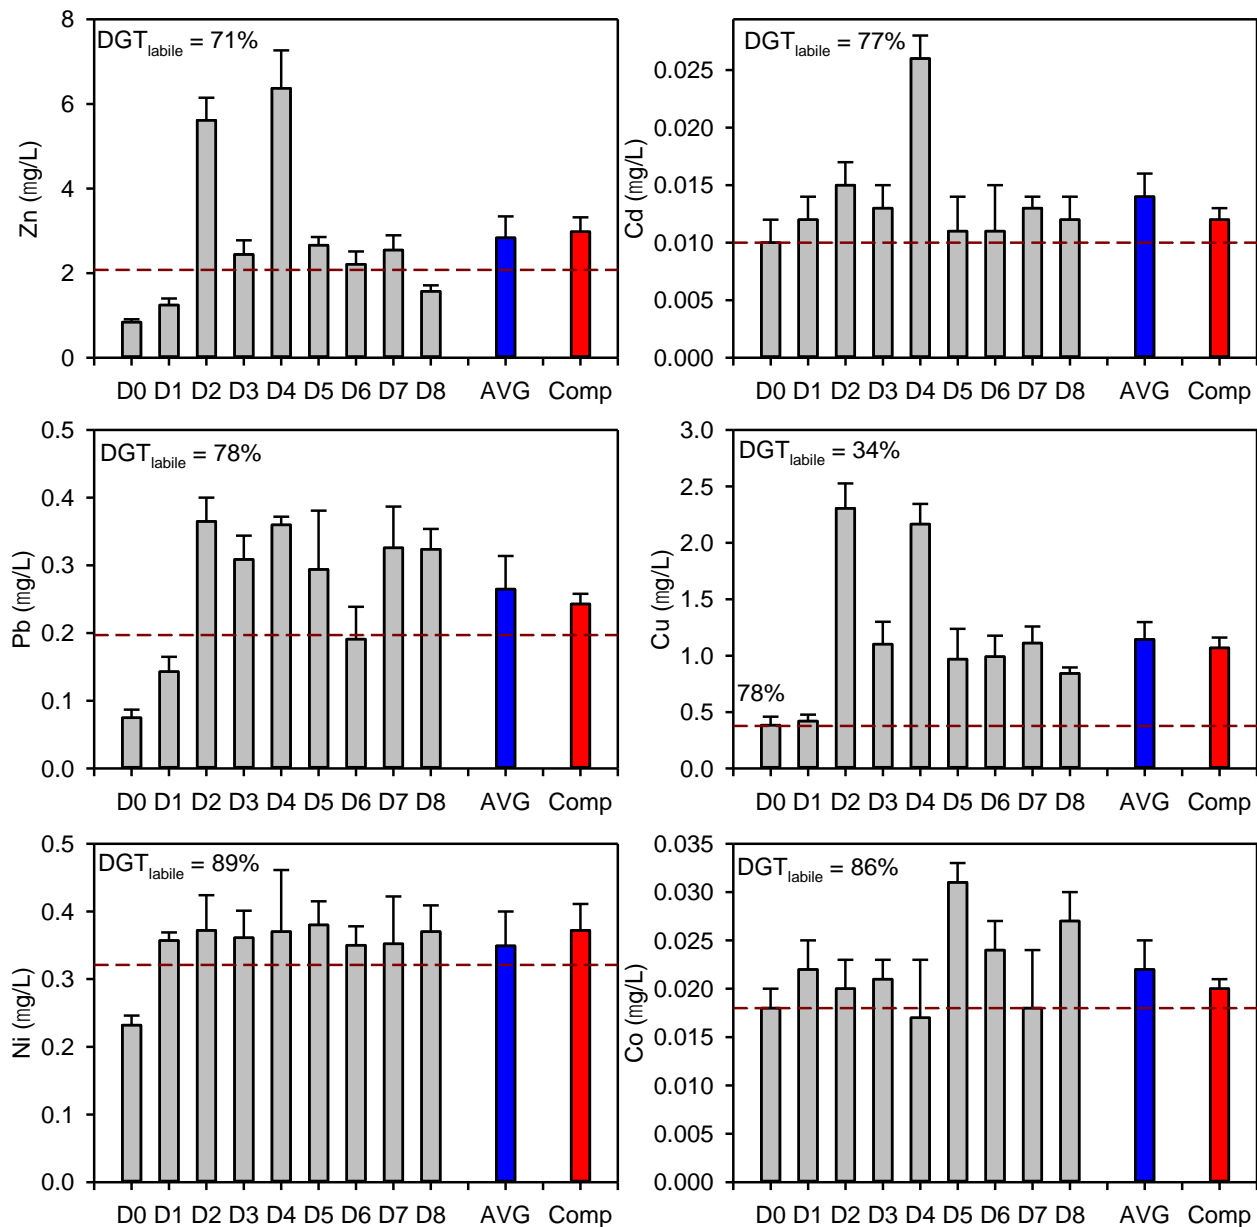 DGTlabile = 71%
Zn (mg/L)
8
6
4
2
0
D0 D1 D2 D3 D4 D5 D6 D7 D8 AVG Comp
DGTlabile = 77%
Cd (mg/L)
0.025
0.020
0.015
0.010
0.005
0.000
D0 D1 D2 D3 D4 D5 D6 D7 D8 AVG Comp
DGTlabile = 78%
Pb (mg/L)
0.5
0.4
0.3
0.2
0.1
0.0
D0 D1 D2 D3 D4 D5 D6 D7 D8 AVG Comp
DGTlabile = 34%
Cu (mg/L)
3.0
2.5
2.0
1.5
1.0
0.5
0.0
78%
D0 D1 D2 D3 D4 D5 D6 D7 D8 AVG Comp
DGTlabile = 89%
Ni (mg/L)
0.5
0.4
0.3
0.2
0.1
0.0
D0 D1 D2 D3 D4 D5 D6 D7 D8 AVG Comp
DGTlabile = 86%
Co (mg/L)
0.035
0.030
0.025
0.020
0.015
0.010
0.005
0.000
D0 D1 D2 D3 D4 D5 D6 D7 D8 AVG Comp